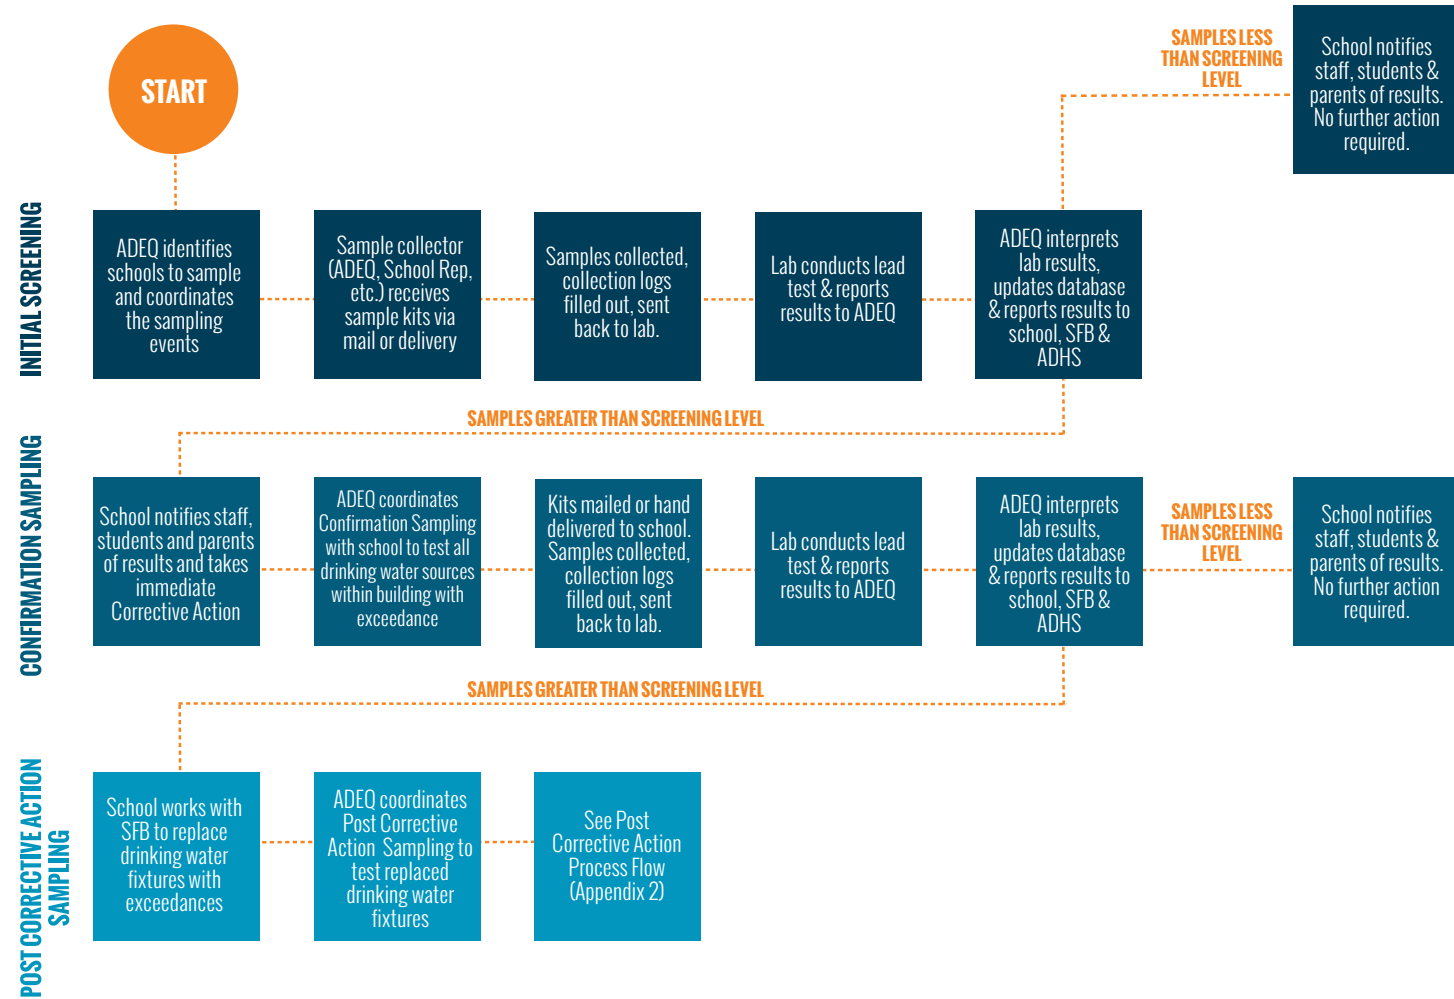 START
SAMPLES LESS
THAN SCREENING
LEVEL
School notifies
staff, students &
parents of results.
No further action
required.
INITIAL SCREENING
ADEQ identifies
schools to sample
and coordinates
the sampling
events
Sample collector
(ADEQ, School Rep,
etc.) receives
sample kits via
mail or delivery
Samples collected,
collection logs
filled out, sent
back to lab.
Lab conducts lead
test & reports
results to ADEQ
ADEQ interprets
lab results,
updates database
& reports results to
school, SFB &
ADHS
SAMPLES GREATER THAN SCREENING LEVEL
CONFIRMATION SAMPLING
School notifies staff,
students and parents
of results and takes
immediate
Corrective Action
ADEQ coordinates
Confirmation Sampling
with school to test all
drinking water sources
within building with
exceedance
Kits mailed or hand
delivered to school.
Samples collected,
collection logs
filled out, sent
back to lab.
Lab conducts lead
test & reports
results to ADEQ
ADEQ interprets
lab results,
updates database
& reports results to
school, SFB &
ADHS
SAMPLES LESS
THAN SCREENING
LEVEL
School notifies
staff, students &
parents of results.
No further action
required.
SAMPLES GREATER THAN SCREENING LEVEL
POST CORRECTIVE ACTION
SAMPLING
School works with
SFB to replace
drinking water
fixtures with
exceedances
ADEQ coordinates
Post Corrective
Action Sampling to
test replaced
drinking water
fixtures
See Post
Corrective Action
Process Flow
(Appendix 2)